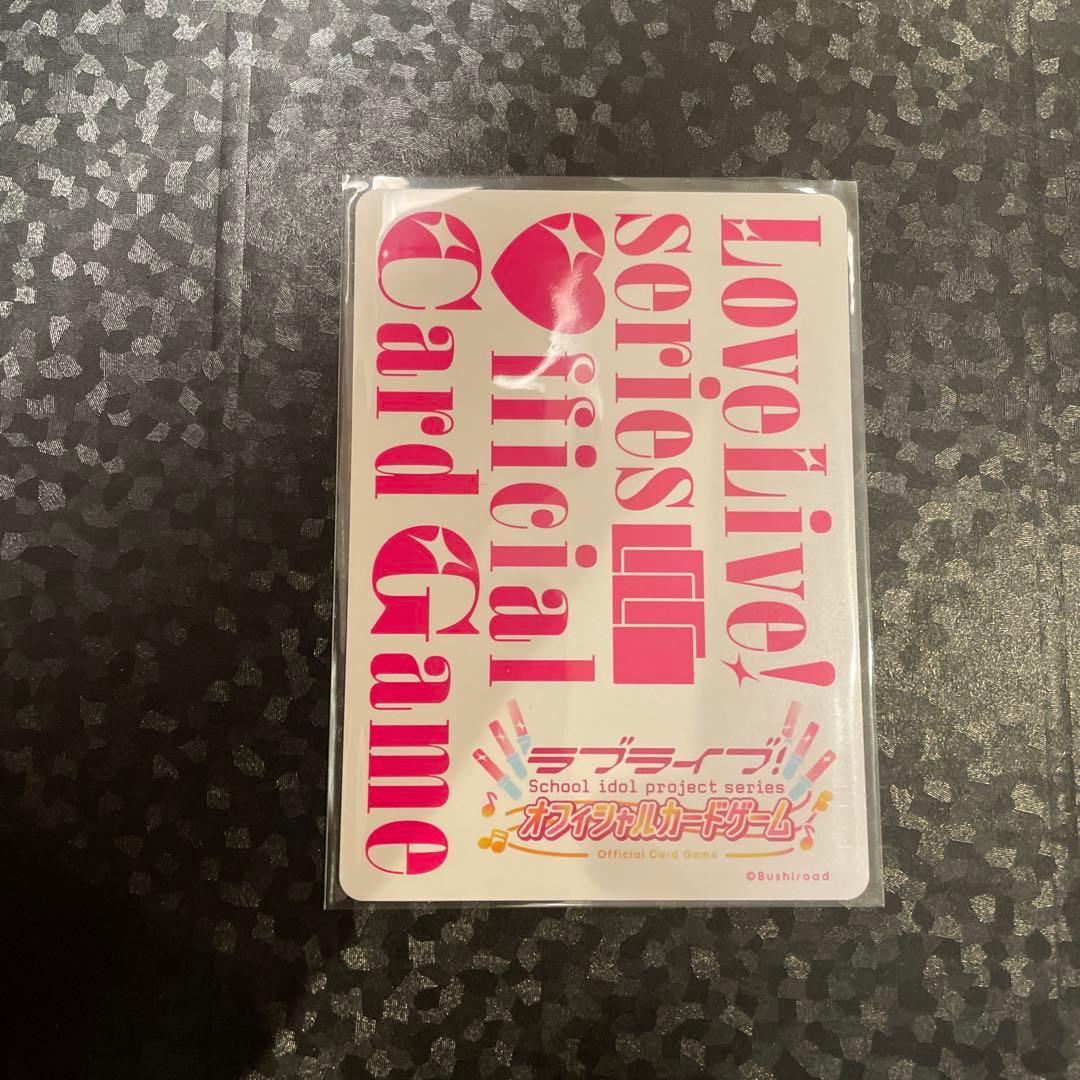 LoveLive!
series
official
Card Game
ラブライブ!
School idol project series
オフィシャルカードゲーム
Official Card Game
©Bushiroad